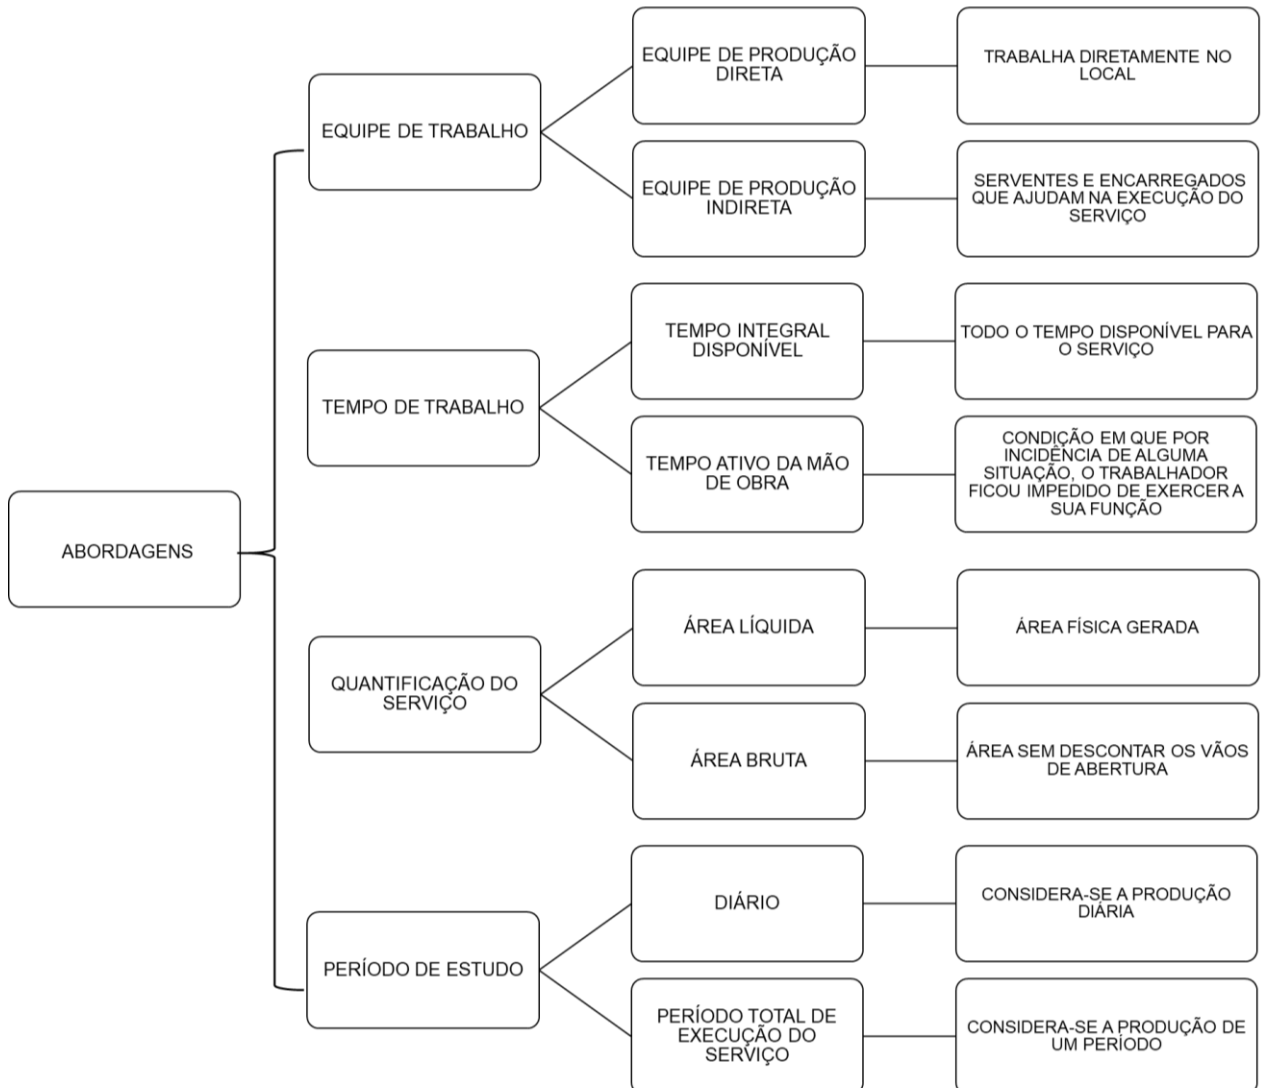 EQUIPE DE PRODUÇÃO
DIRETA
TRABALHA DIRETAMENTE NO
LOCAL
EQUIPE DE TRABALHO
EQUIPE DE PRODUÇÃO
INDIRETA
SERVENTES E ENCARREGADOS
QUE AJUDAM NA EXECUÇÃO DO
SERVIÇO
TEMPO INTEGRAL
DISPONÍVEL
TODO O TEMPO DISPONÍVEL PARA
O SERVIÇO
TEMPO DE TRABALHO
TEMPO ATIVO DA MÃO
DE OBRA
CONDIÇÃO EM QUE POR
INCIDÊNCIA DE ALGUMA
SITUAÇÃO, O TRABALHADOR
FICOU IMPEDIDO DE EXERCER A
SUA FUNÇÃO
ABORDAGENS
ÁREA LÍQUIDA
ÁREA FÍSICA GERADA
QUANTIFICAÇÃO DO
SERVIÇO
ÁREA BRUTA
ÁREA SEM DESCONTAR OS VÃOS
DE ABERTURA
DIÁRIO
CONSIDERA-SE A PRODUÇÃO
DIÁRIA
PERÍODO DE ESTUDO
PERÍODO TOTAL DE
EXECUÇÃO DO
SERVIÇO
CONSIDERA-SE A PRODUÇÃO DE
UM PERÍODO